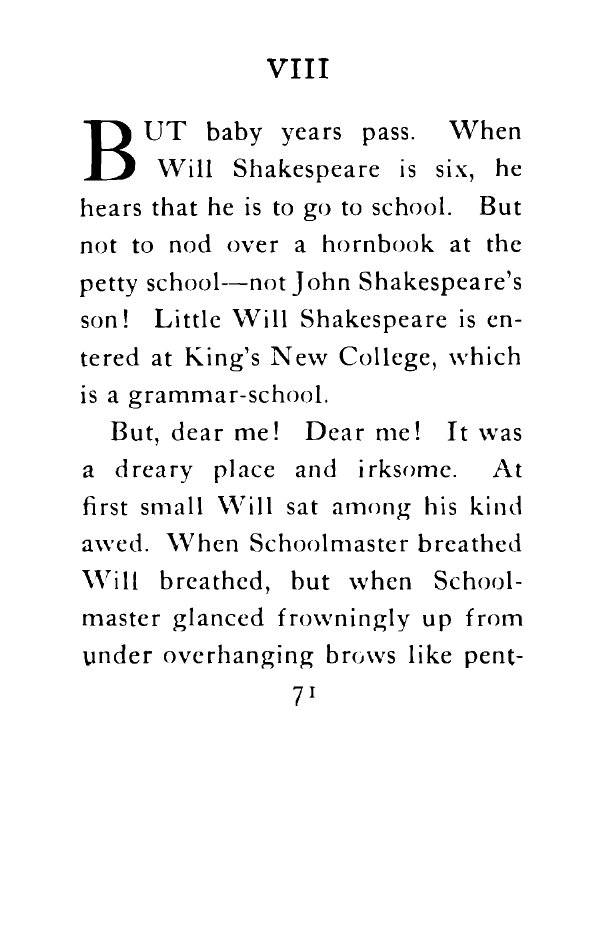 VIII
BUT baby years pass. When
Will Shakespeare is six, he
hears that he is to go to school. But
not to nod over a hornbook at the
petty school—not John Shakespeare's
son! Little Will Shakespeare is en-
tered at King's New College, which
is a grammar-school.
But, dear me! Dear me! It was
a dreary place and irksome. At
first small Will sat among his kind
awed. When Schoolmaster breathed
Will breathed, but when School-
master glanced frowningly up from
under overhanging brows like pent-
71